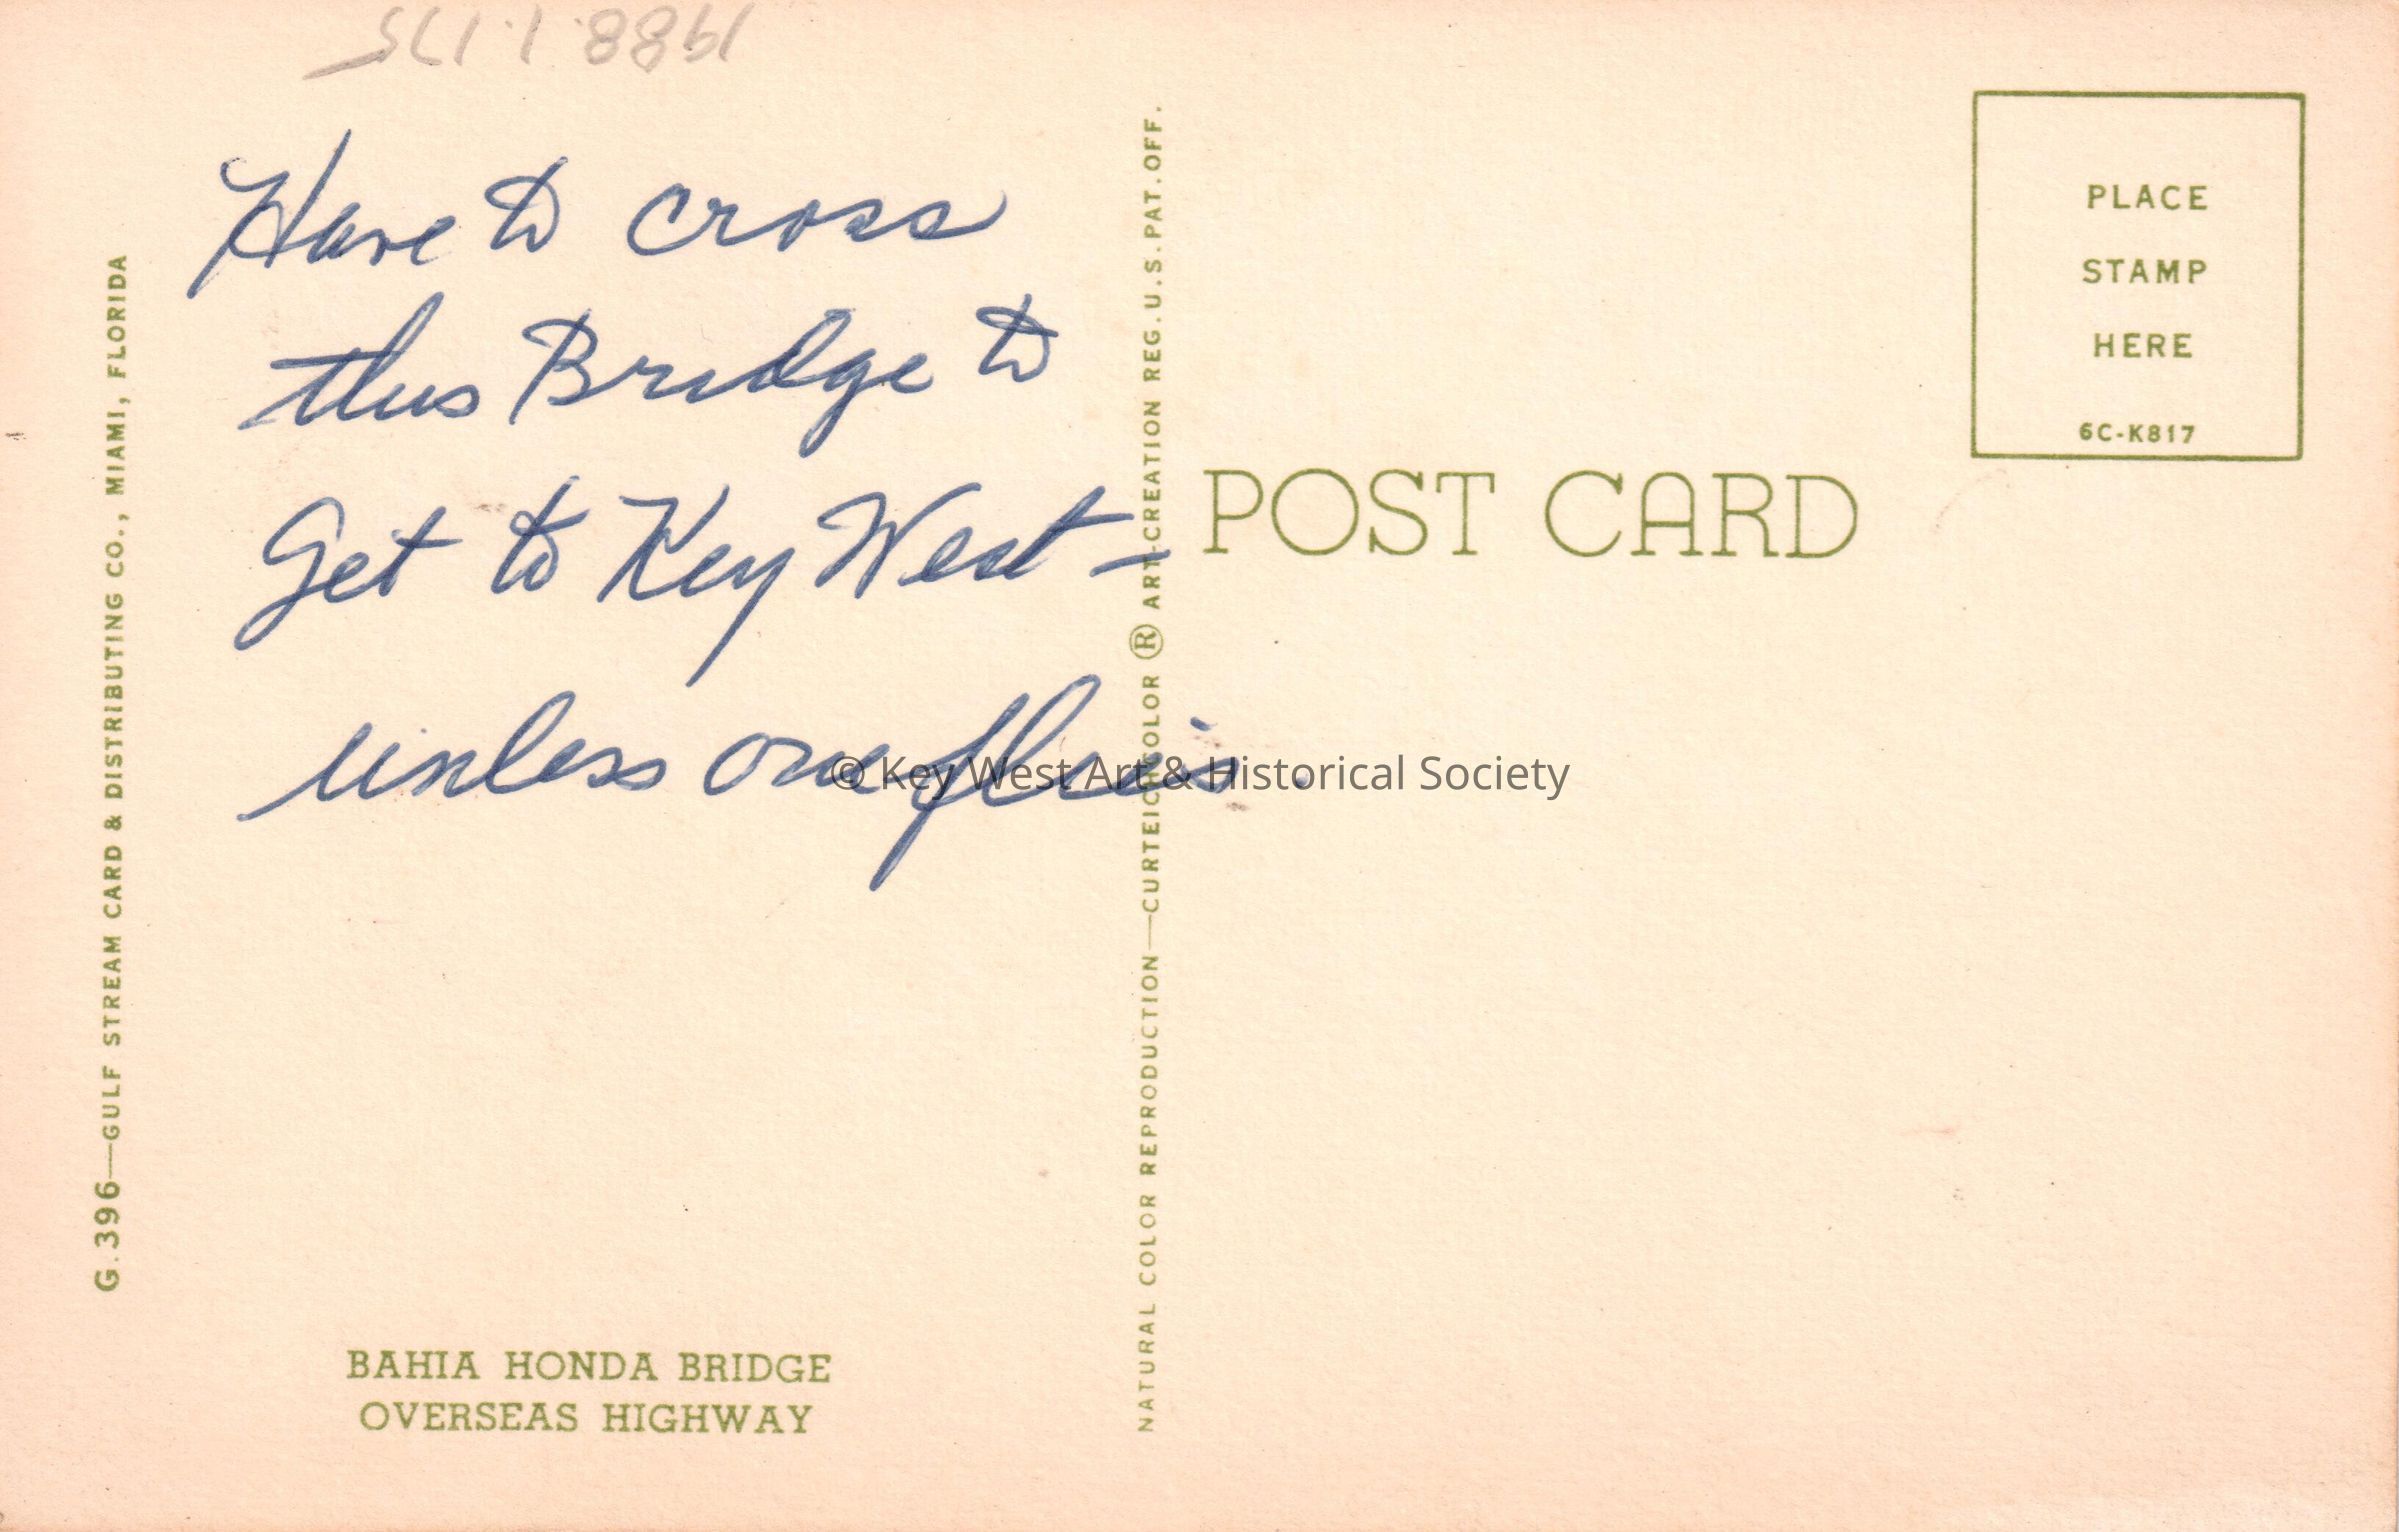 1988.1.175
Have to cross
this Bridge to
Get to Key West —
unless one flies.
G.396—GULF STREAM CARD & DISTRIBUTING CO., MIAMI, FLORIDA
BAHIA HONDA BRIDGE
OVERSEAS HIGHWAY
NATURAL COLOR REPRODUCTION—CURTEICHCOLOR ® ART-CREATION REG.U.S.PAT.OFF.
POST CARD
PLACE
STAMP
HERE
6C-K817
© Key West Art & Historical Society